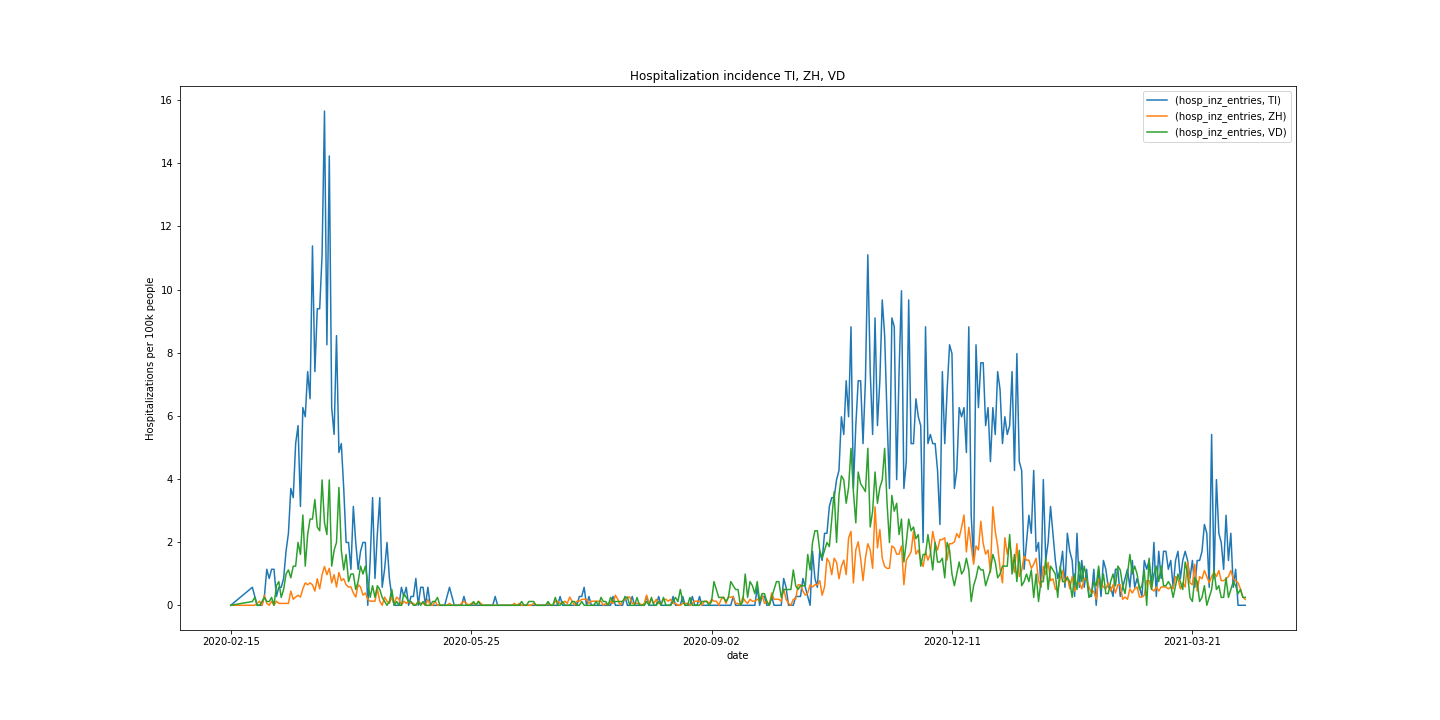 Hospitalization incidence TI, ZH, VD
(hosp_inz_entries, TI)
(hosp_inz_entries, ZH)
(hosp_inz_entries, VD)
Hospitalizations per 100k people
16
14
12
10
8
6
4
2
0
2020-02-15 2020-05-25 2020-09-02 2020-12-11 2021-03-21
date